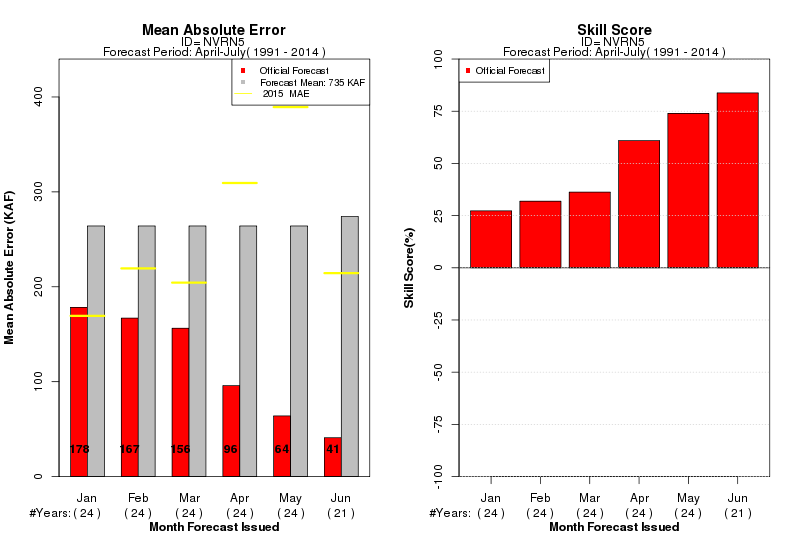 Mean Absolute Error
ID= NVRN5
Forecast Period: April-July( 1991 - 2014 )
Official Forecast
Forecast Mean: 735 KAF
2015 MAE
Mean Absolute Error (KAF)
400
300
200
100
0
178 167 156 96 64 41
Jan Feb Mar Apr May Jun
#Years: ( 24 ) ( 24 ) ( 24 ) ( 24 ) ( 24 ) ( 21 )
Month Forecast Issued
Skill Score
ID= NVRN5
Forecast Period: April-July( 1991 - 2014 )
Official Forecast
Skill Score(%)
100
75
50
25
0
-25
-50
-75
-100
Jan Feb Mar Apr May Jun
#Years: ( 24 ) ( 24 ) ( 24 ) ( 24 ) ( 24 ) ( 21 )
Month Forecast Issued